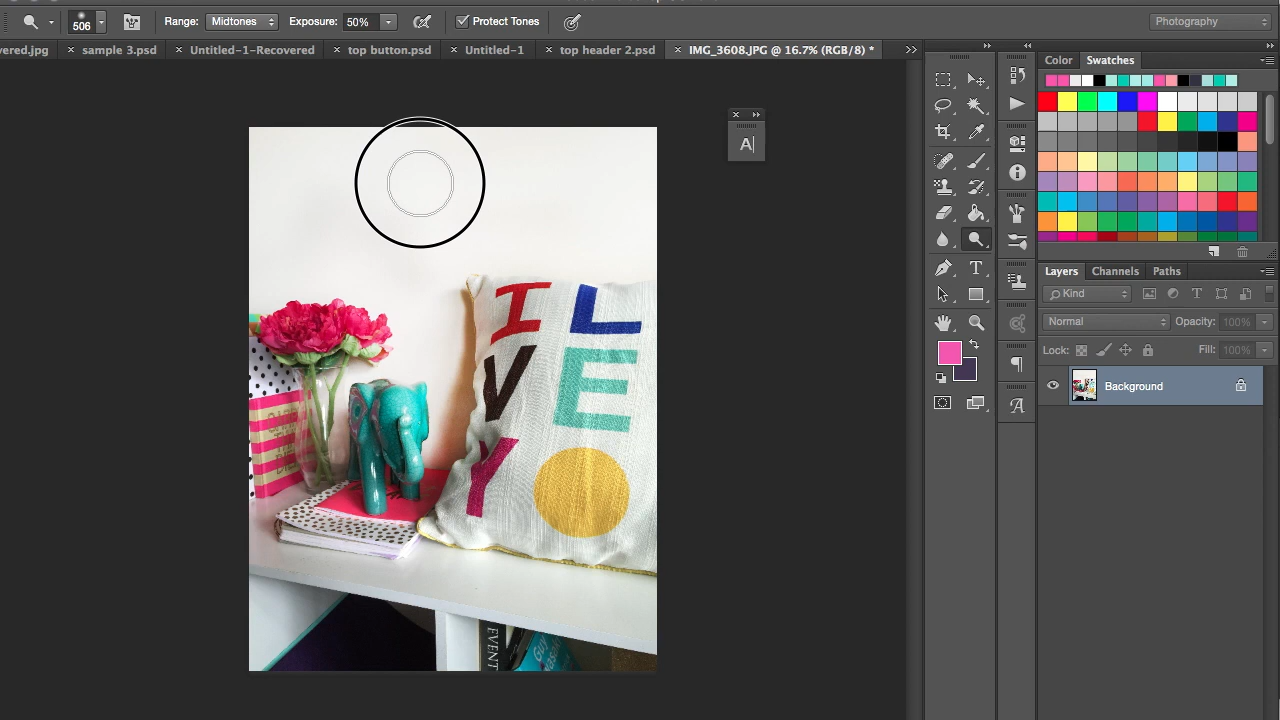 506 Range: Midtones Exposure: 50% Protect Tones Photography
vered.jpg × sample 3.psd × Untitled-1-Recovered × top button.psd × Untitled-1 × top header 2.psd × IMG_3608.JPG @ 16.7% (RGB/8) * >>
Color Swatches
A|
I L
V E
Y
EVENT
Guy
Layers Channels Paths
Kind
Normal Opacity: 100%
Lock: Fill: 100%
Background